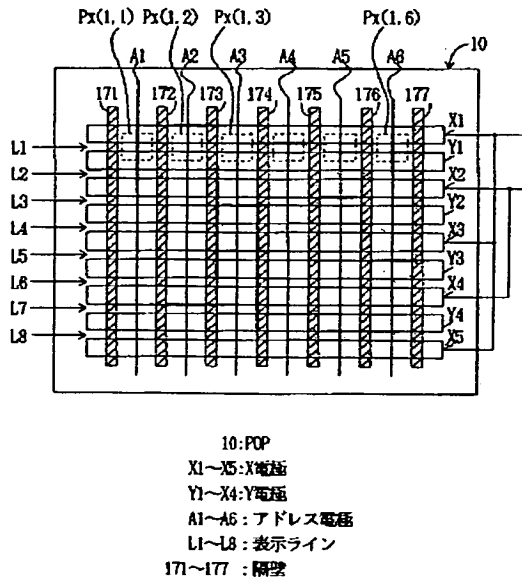 Px(1,1) Px(1,2) Px(1,3) Px(1,6)
A1 A2 A3 A4 A5 A6 10
171 172 173 174 175 176 177
X1
L1 Y1
L2 X2
L3 Y2
L4 X3
L5 Y3
L6 X4
L7 Y4
L8 X5
10:PDP
X1～X5:X電極
Y1～X4:Y電極
A1～A6:アドレス電極
L1～L8:表示ライン
171～177 :隔壁